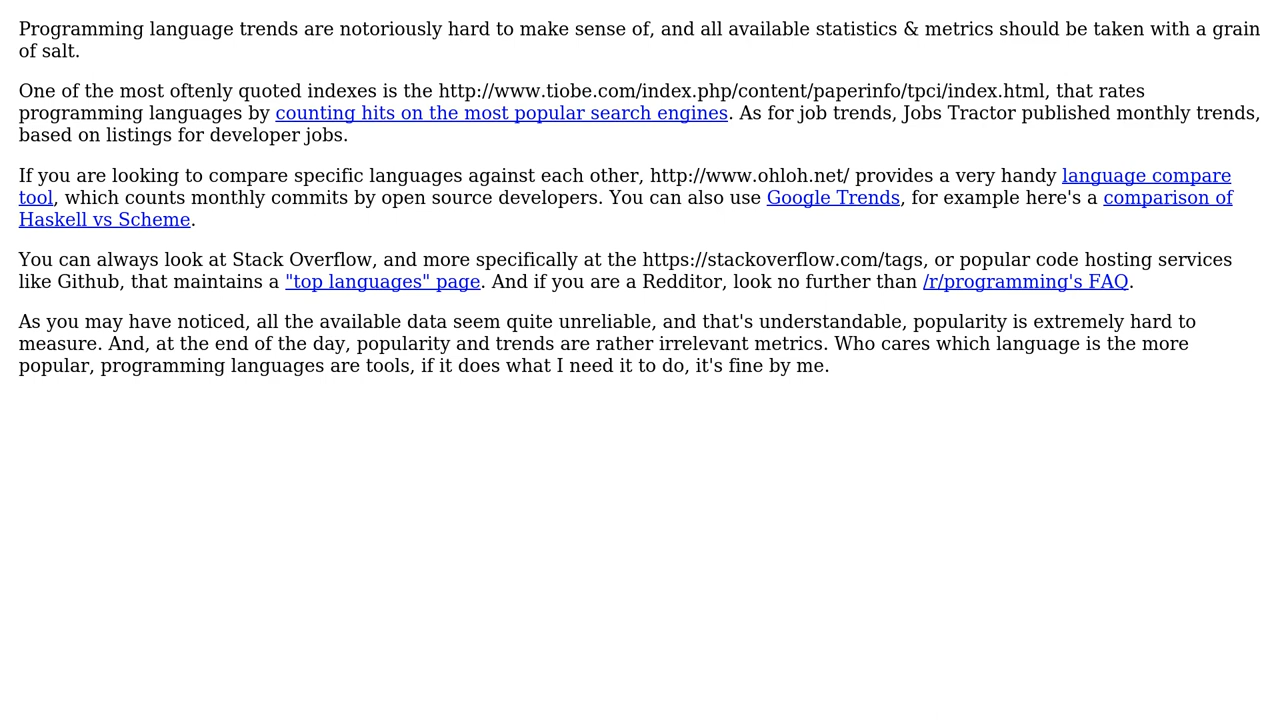 Programming language trends are notoriously hard to make sense of, and all available statistics & metrics should be taken with a grain
of salt.
One of the most oftenly quoted indexes is the http://www.tiobe.com/index.php/content/paperinfo/tpci/index.html, that rates
programming languages by counting hits on the most popular search engines. As for job trends, Jobs Tractor published monthly trends,
based on listings for developer jobs.
If you are looking to compare specific languages against each other, http://www.ohloh.net/ provides a very handy language compare
tool, which counts monthly commits by open source developers. You can also use Google Trends, for example here's a comparison of
Haskell vs Scheme.
You can always look at Stack Overflow, and more specifically at the https://stackoverflow.com/tags, or popular code hosting services
like Github, that maintains a "top languages" page. And if you are a Redditor, look no further than /r/programming's FAQ.
As you may have noticed, all the available data seem quite unreliable, and that's understandable, popularity is extremely hard to
measure. And, at the end of the day, popularity and trends are rather irrelevant metrics. Who cares which language is the more
popular, programming languages are tools, if it does what I need it to do, it's fine by me.